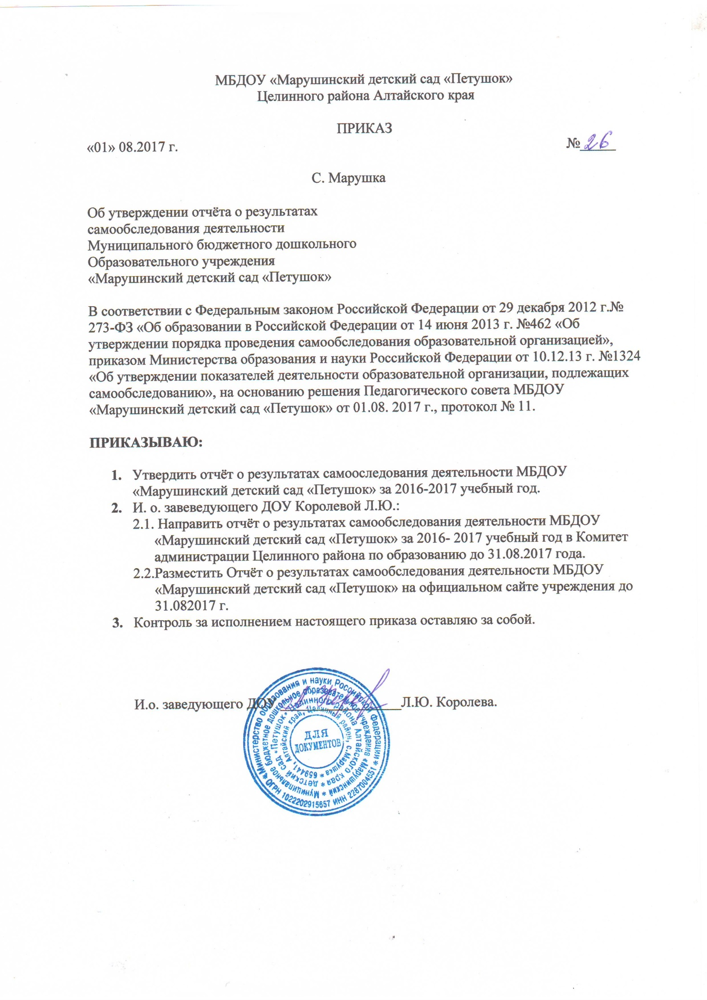 МБДОУ «Марушинский детский сад «Петушок»
Целинного района Алтайского края
ПРИКАЗ
«01» 08.2017 г. № 26
С. Марушка
Об утверждении отчёта о результатах
самообследования деятельности
Муниципального бюджетного дошкольного
Образовательного учреждения
«Марушинский детский сад «Петушок»
В соответствии с Федеральным законом Российской Федерации от 29 декабря 2012 г.№
273-ФЗ «Об образовании в Российской Федерации от 14 июня 2013 г. №462 «Об
утверждении порядка проведения самообследования образовательной организацией»,
приказом Министерства образования и науки Российской Федерации от 10.12.13 г. №1324
«Об утверждении показателей деятельности образовательной организации, подлежащих
самообследованию», на основанию решения Педагогического совета МБДОУ
«Марушинский детский сад «Петушок» от 01.08. 2017 г., протокол № 11.
ПРИКАЗЫВАЮ:
1. Утвердить отчёт о результатах самооследования деятельности МБДОУ
«Марушинский детский сад «Петушок» за 2016-2017 учебный год.
2. И. о. завеведующего ДОУ Королевой Л.Ю.:
2.1. Направить отчёт о результатах самообследования деятельности МБДОУ
«Марушинский детский сад «Петушок» за 2016- 2017 учебный год в Комитет
администрации Целинного района по образованию до 31.08.2017 года.
2.2.Разместить Отчёт о результатах самообследования деятельности МБДОУ
«Марушинский детский сад «Петушок» на официальном сайте учреждения до
31.082017 г.
3. Контроль за исполнением настоящего приказа оставляю за собой.
И.о. заведующего ДОУ Л.Ю. Королева.
* Министерство образования и науки Российской Федерации *
ОГРН 1022202915657 ИНН 2287004551
* Муниципальное бюджетное дошкольное образовательное учреждение «Марушинский
* детский сад «Петушок» Целинного района Алтайского края
* 659441, Алтайский край, Целинный район, с.Марушка
ДЛЯ
ДОКУМЕНТОВ